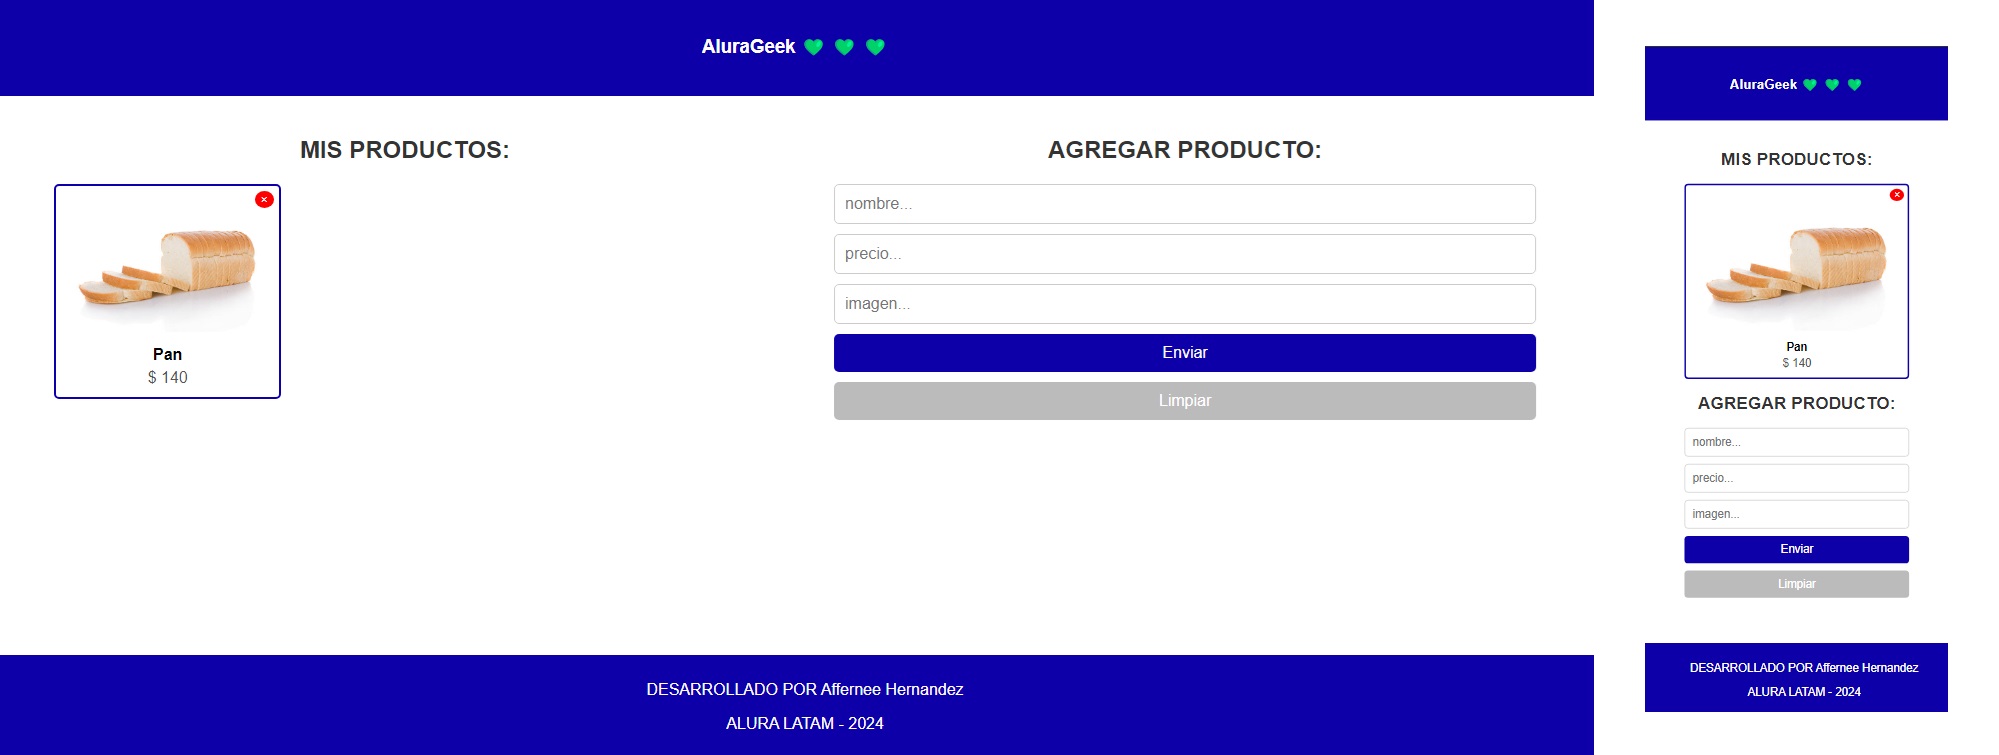 AluraGeek 💚 💚 💚
MIS PRODUCTOS:
×
Pan
$ 140
AGREGAR PRODUCTO:
nombre...
precio...
imagen...
Enviar
Limpiar
DESARROLLADO POR Affernee Hernandez
ALURA LATAM - 2024
AluraGeek 💚 💚 💚
MIS PRODUCTOS:
×
Pan
$ 140
AGREGAR PRODUCTO:
nombre...
precio...
imagen...
Enviar
Limpiar
DESARROLLADO POR Affernee Hernandez
ALURA LATAM - 2024